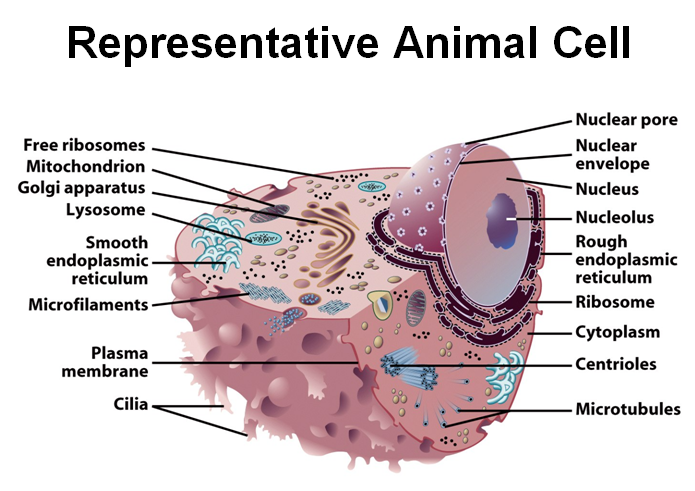 Representative Animal Cell
Free ribosomes
Mitochondrion
Golgi apparatus
Lysosome
Smooth
endoplasmic
reticulum
Microfilaments
Plasma
membrane
Cilia
Nuclear pore
Nuclear
envelope
Nucleus
Nucleolus
Rough
endoplasmic
reticulum
Ribosome
Cytoplasm
Centrioles
Microtubules